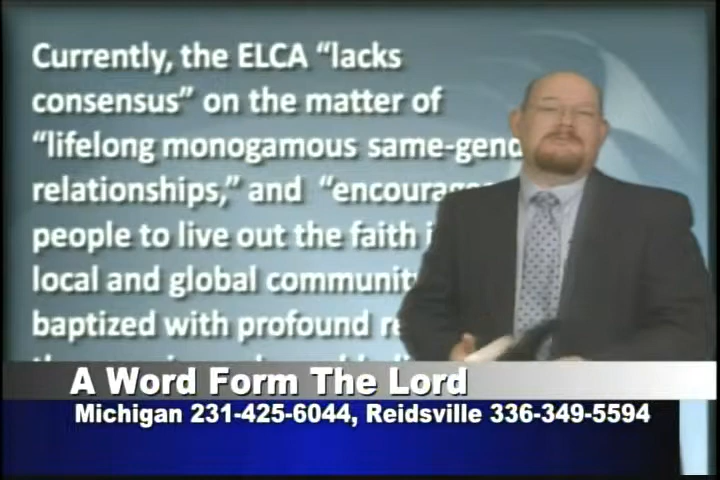 Currently, the ELCA “lacks
consensus” on the matter of
“lifelong monogamous same-gend
relationships,” and “encourages
people to live out the faith i
local and global communit
baptized with profound re
A Word Form The Lord
Michigan 231-425-6044, Reidsville 336-349-5594